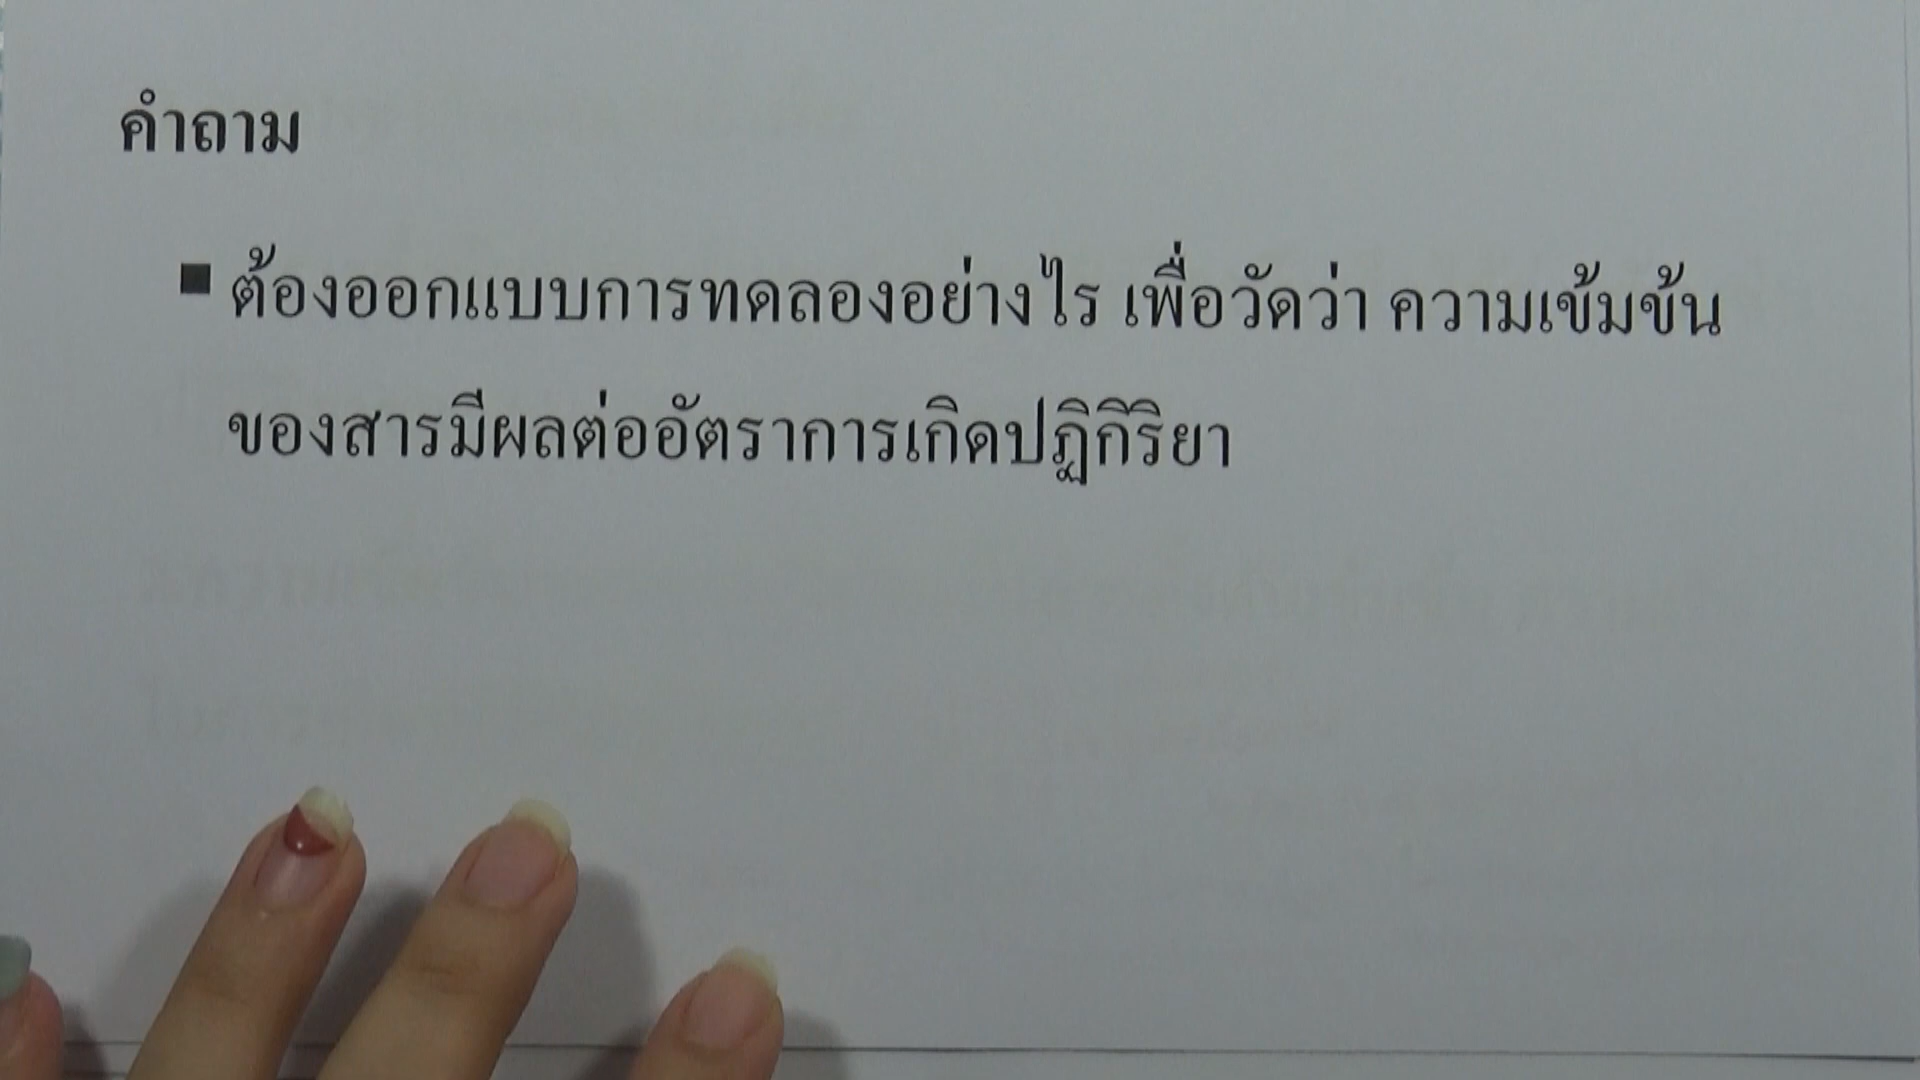 คำถาม
▪ ต้องออกแบบการทดลองอย่างไร เพื่อวัดว่า ความเข้มข้น
ของสารมีผลต่ออัตราการเกิดปฏิกิริยา